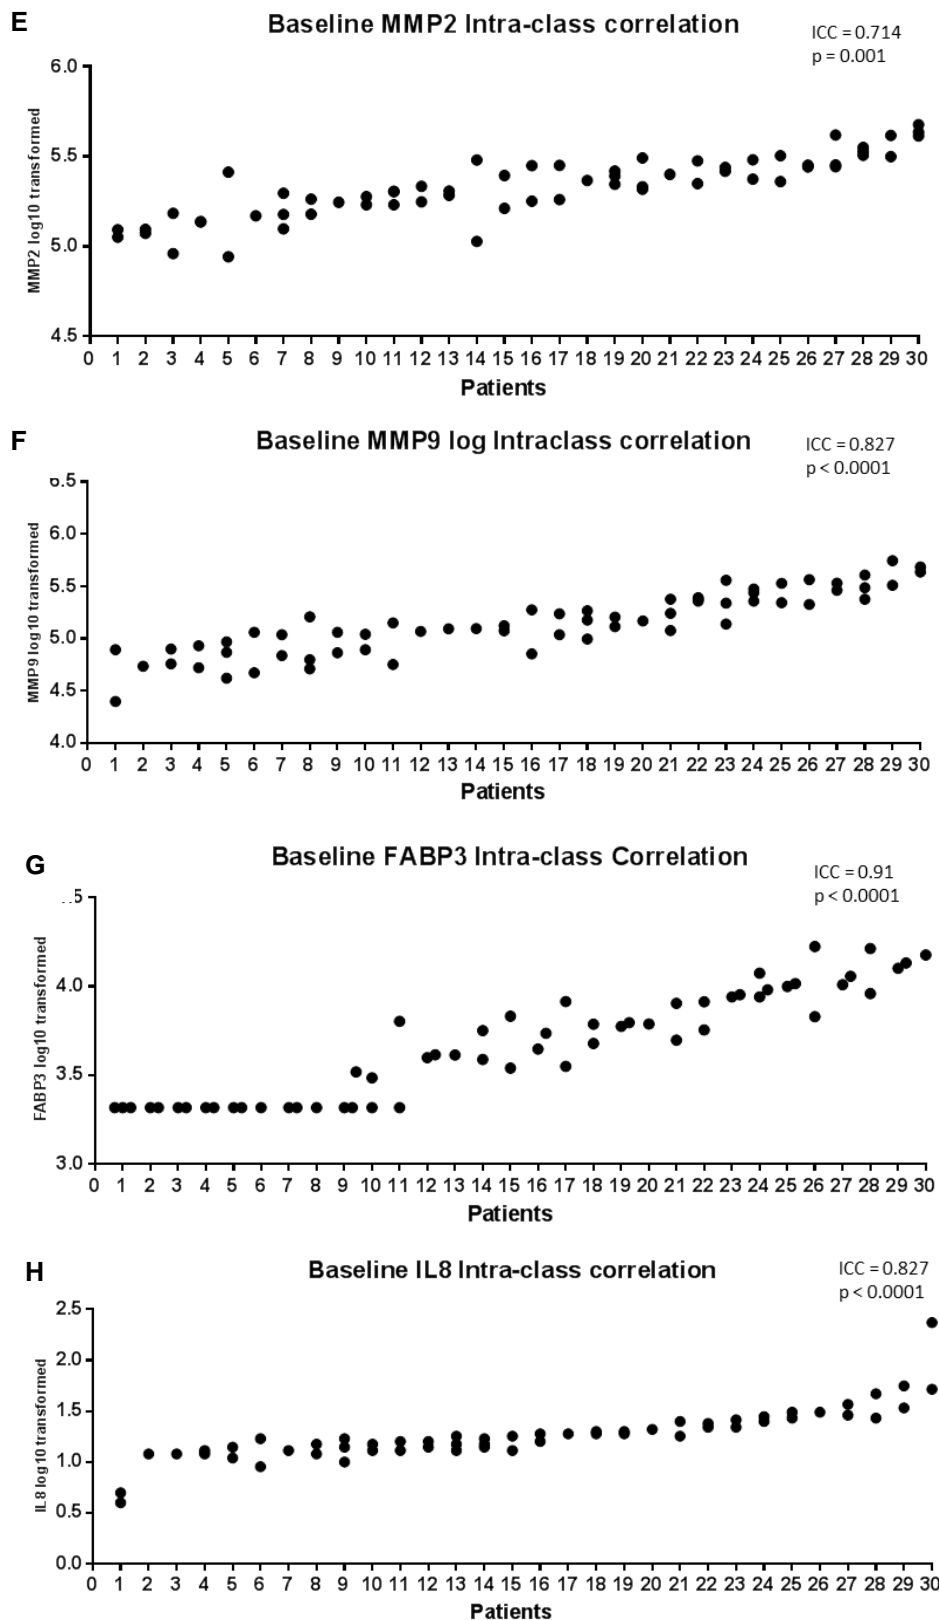 E
Baseline MMP2 Intra-class correlation
ICC = 0.714
p = 0.001
6.0
5.5
5.0
4.5
MMP2 log10 transformed
0 1 2 3 4 5 6 7 8 9 10 11 12 13 14 15 16 17 18 19 20 21 22 23 24 25 26 27 28 29 30
Patients
F
Baseline MMP9 log Intraclass correlation
ICC = 0.827
p < 0.0001
6.5
6.0
5.5
5.0
4.5
4.0
MMP9 log10 transformed
0 1 2 3 4 5 6 7 8 9 10 11 12 13 14 15 16 17 18 19 20 21 22 23 24 25 26 27 28 29 30
Patients
G
Baseline FABP3 Intra-class Correlation
ICC = 0.91
p < 0.0001
4.0
3.5
3.0
FABP3 log10 transformed
0 1 2 3 4 5 6 7 8 9 10 11 12 13 14 15 16 17 18 19 20 21 22 23 24 25 26 27 28 29 30
Patients
H
Baseline IL8 Intra-class correlation
ICC = 0.827
p < 0.0001
2.5
2.0
1.5
1.0
0.5
0.0
IL8 log10 transformed
0 1 2 3 4 5 6 7 8 9 10 11 12 13 14 15 16 17 18 19 20 21 22 23 24 25 26 27 28 29 30
Patients